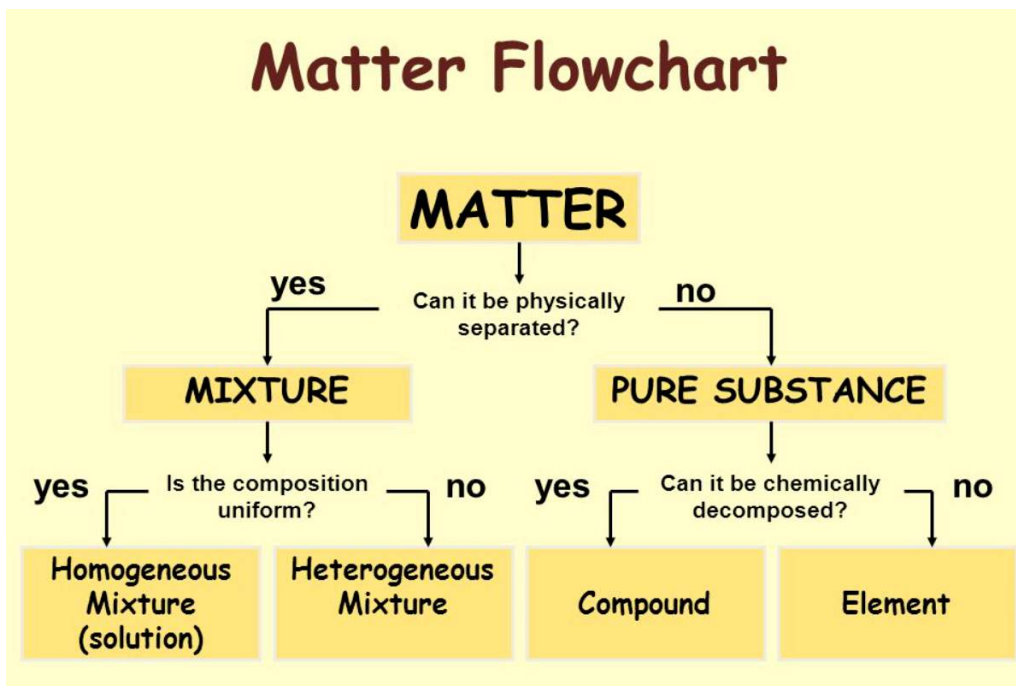 Matter Flowchart
MATTER
yes
Can it be physically
separated?
no
MIXTURE
PURE SUBSTANCE
yes
Is the composition
uniform?
no
yes
Can it be chemically
decomposed?
no
Homogeneous
Mixture
(solution)
Heterogeneous
Mixture
Compound
Element